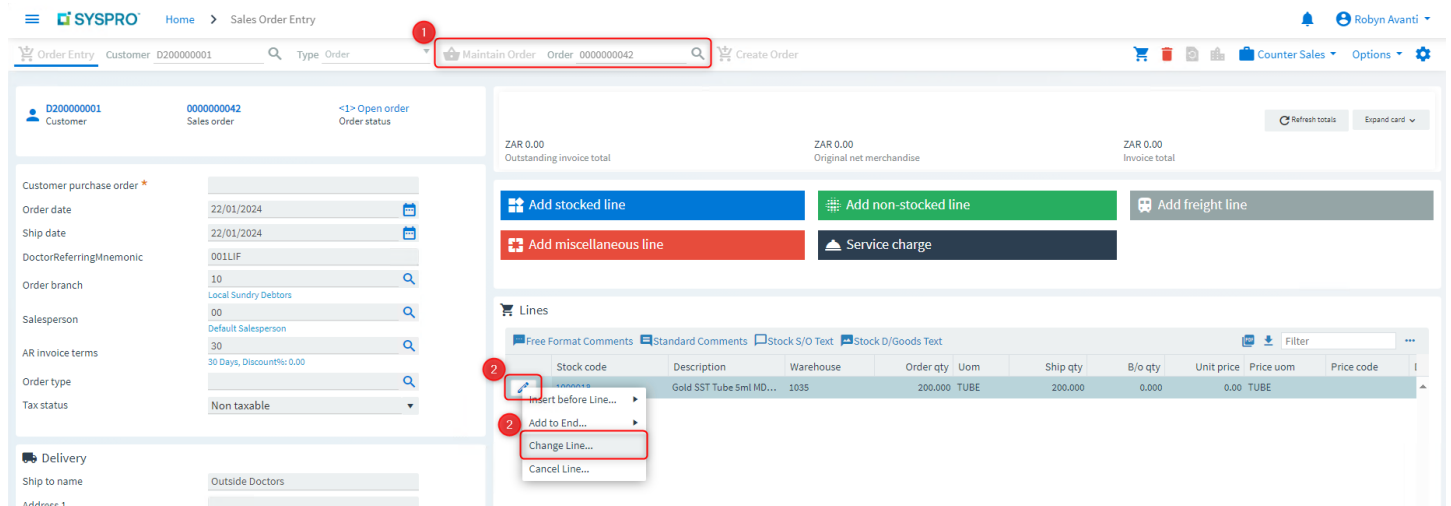 SYSPRO Home > Sales Order Entry Robyn Avanti
1
Order Entry Customer D200000001 Type Order Maintain Order Order 0000000042 Create Order Counter Sales Options
D200000001 0000000042 <1> Open order
Customer Sales order Order status
Refresh totals Expand card
ZAR 0.00 ZAR 0.00 ZAR 0.00
Outstanding invoice total Original net merchandise Invoice total
Customer purchase order *
Order date 22/01/2024
Ship date 22/01/2024
DoctorReferringMnemonic 001LIF
Order branch 10
Local Sundry Debtors
Salesperson 00
Default Salesperson
AR invoice terms 30
30 Days, Discount%: 0.00
Order type
Tax status Non taxable
Delivery
Ship to name Outside Doctors
Address 1
Add stocked line Add non-stocked line Add freight line
Add miscellaneous line Service charge
Lines
Free Format Comments Standard Comments Stock S/O Text Stock D/Goods Text PDF Filter ...
2
Stock code Description Warehouse Order qty Uom Ship qty B/o qty Unit price Price uom Price code
1000018 Gold SST Tube 5ml MD... 1035 200.000 TUBE 200.000 0.000 0.00 TUBE
Insert before Line...
2
Add to End...
Change Line...
Cancel Line...